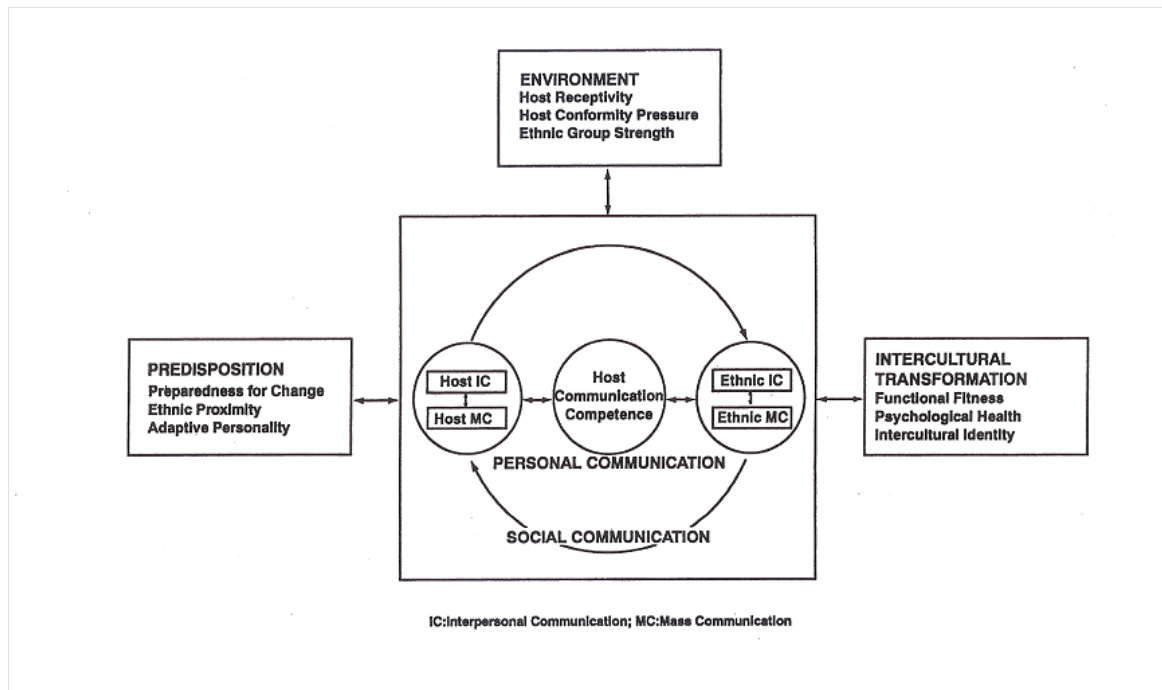 ENVIRONMENT
Host Receptivity
Host Conformity Pressure
Ethnic Group Strength
PREDISPOSITION
Preparedness for Change
Ethnic Proximity
Adaptive Personality
Host IC
Host MC
Host
Communication
Competence
Ethnic IC
Ethnic MC
PERSONAL COMMUNICATION
SOCIAL COMMUNICATION
INTERCULTURAL
TRANSFORMATION
Functional Fitness
Psychological Health
Intercultural Identity
IC:Interpersonal Communication; MC:Mass Communication